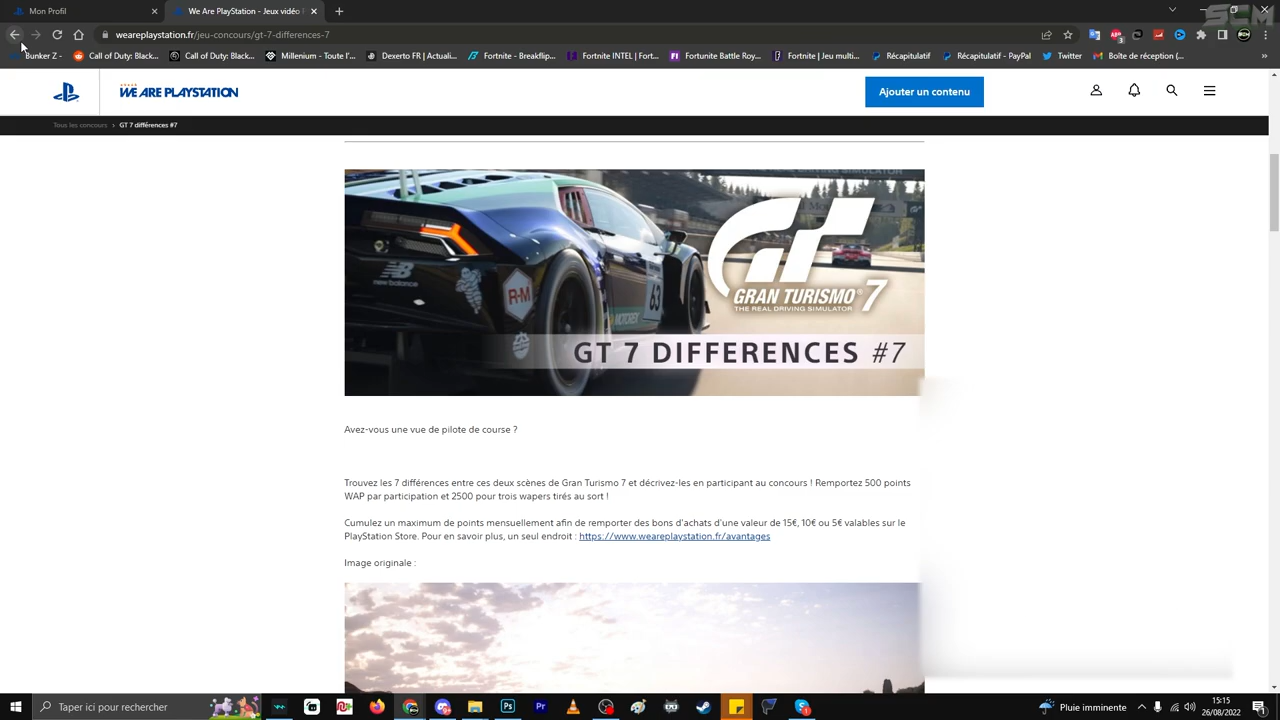 Mon Profil
We Are PlayStation - Jeux vidéo F
weareplaystation.fr/jeu-concours/gt-7-differences-7
Bunker Z
Call of Duty: Black...
Call of Duty: Black...
Millenium - Toute l'...
Dexerto FR | Actuali...
Fortnite - Breakflip...
Fortnite INTEL | Fort...
Fortunite Battle Roy...
Fortnite | Jeu multi...
Récapitulatif
Récapitulatif - PayPal
Twitter
Boîte de réception (...
WE ARE PLAYSTATION
Ajouter un contenu
Tous les concours > GT 7 différences #7
63
new balance
R-M
MOTOREX
GT
GRAN TURISMO® 7
THE REAL DRIVING SIMULATOR
GT 7 DIFFERENCES #7
Avez-vous une vue de pilote de course ?
Trouvez les 7 différences entre ces deux scènes de Gran Turismo 7 et décrivez-les en participant au concours ! Remportez 500 points
WAP par participation et 2500 pour trois wapers tirés au sort !
Cumulez un maximum de points mensuellement afin de remporter des bons d'achats d'une valeur de 15€, 10€ ou 5€ valables sur le
PlayStation Store. Pour en savoir plus, un seul endroit : https://www.weareplaystation.fr/avantages
Image originale :
Taper ici pour rechercher
Pluie imminente
15:15
26/08/2022